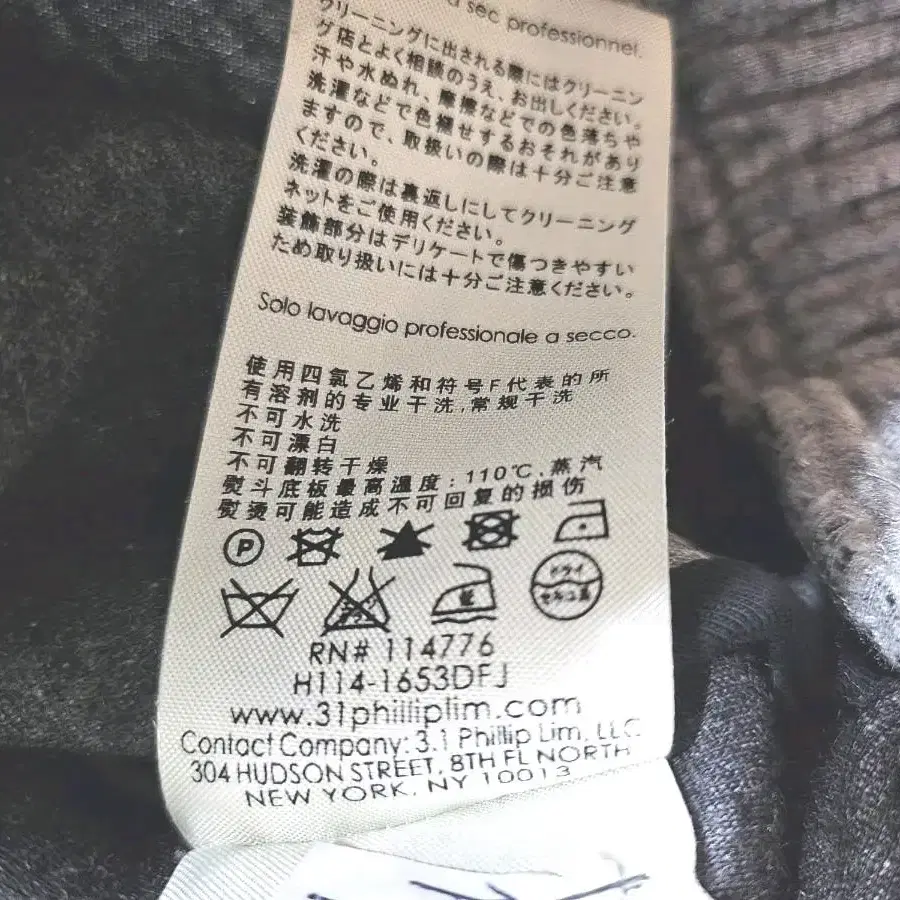 a sec professionnel.
クリーニングに出される際にはクリーニン
グ店とよく相談のうえ、お出しください。
汗や水ぬれ、摩擦などでの色落ちや
洗濯などで色褪せするおそれがあり
ますので、取扱いの際は十分ご注意
ください。
洗濯の際は裏返しにしてクリーニング
ネットをご使用ください。
装飾部分はデリケートで傷つきやすい
ため取り扱いには十分ご注意ください。
Solo lavaggio professionale a secco.
使用四氯乙烯和符号F代表的所
有溶剂的专业干洗,常规干洗
不可水洗
不可漂白
不可翻转干燥
熨斗底板最高温度:110℃、蒸汽
熨烫可能造成不可回复的损伤
P
ドライ
セキユ系
RN# 114776
H114-1653DFJ
www.31philliplim.com
Contact Company: 3.1 Phillip Lim, LLC
304 HUDSON STREET, 8TH FL NORTH
NEW YORK, NY 10013